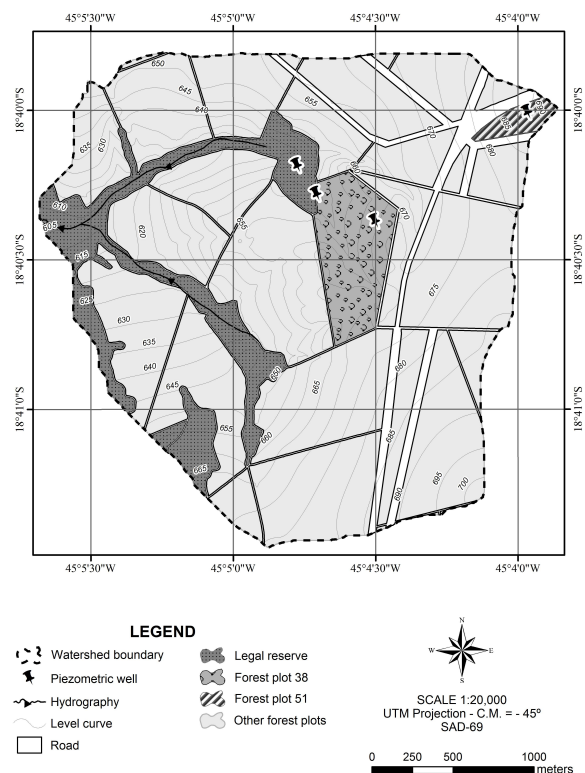 45°5'30"W 45°5'0"W 45°4'30"W 45°4'0"W
18°40'0"S 18°40'0"S
18°40'30"S 18°40'30"S
18°41'0"S 18°41'0"S
650
645
640
655
635
630
670
690
685
680
660
610
605
670
620
655
615
625
675
630
635
640
650
680
645
665
655
660
685
665
695
700
690
45°5'30"W 45°5'0"W 45°4'30"W 45°4'0"W
LEGEND
Watershed boundary
Piezometric well
Hydrography
Level curve
Road
Legal reserve
Forest plot 38
Forest plot 51
Other forest plots
N
W E
S
SCALE 1:20,000
UTM Projection - C.M. = - 45º
SAD-69
0 250 500 1000
meters